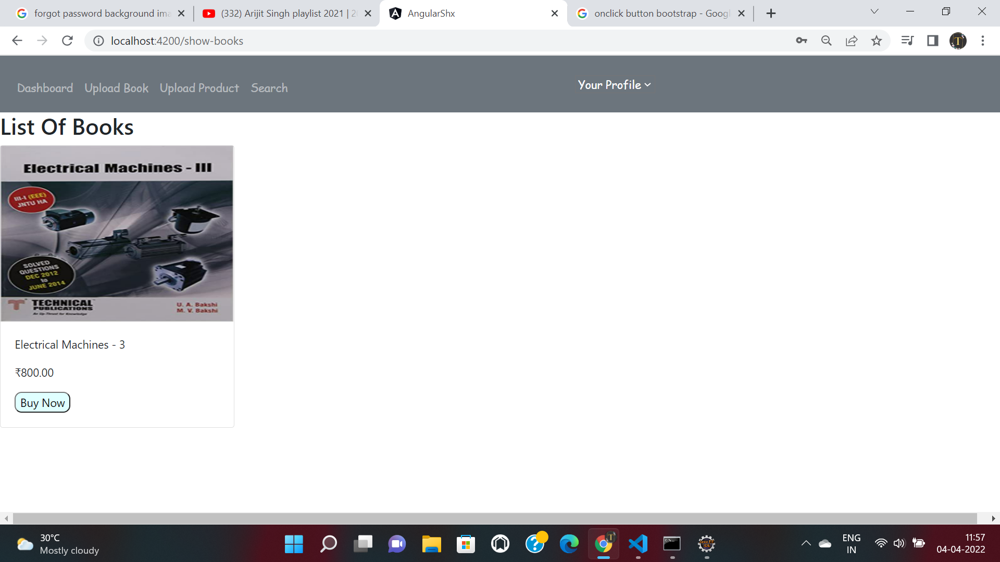 forgot password background ima
(332) Arijit Singh playlist 2021 | 2
AngularShx
onclick button bootstrap - Googl
localhost:4200/show-books
T
Dashboard
Upload Book
Upload Product
Search
Your Profile
List Of Books
Electrical Machines - III
III-I (EEE)
JNTU HA
SOLVED
QUESTIONS
DEC 2012
to
JUNE 2014
TECHNICAL
PUBLICATIONS
An Up-Thrust for Knowledge
U. A. Bakshi
M. V. Bakshi
Electrical Machines - 3
₹800.00
Buy Now
30°C
Mostly cloudy
Java EE
IDE
ENG
IN
11:57
04-04-2022